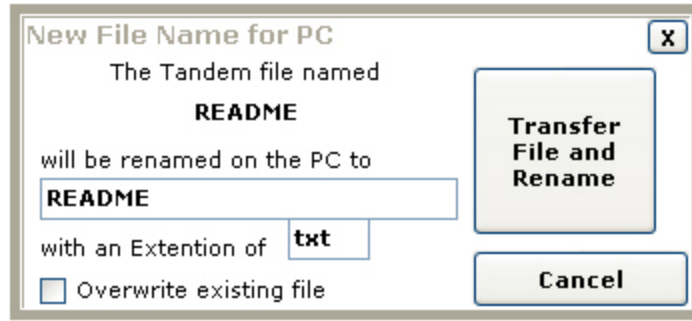 New File Name for PC
X
The Tandem file named
README
will be renamed on the PC to
README
with an Extention of txt
Overwrite existing file
Transfer
File and
Rename
Cancel